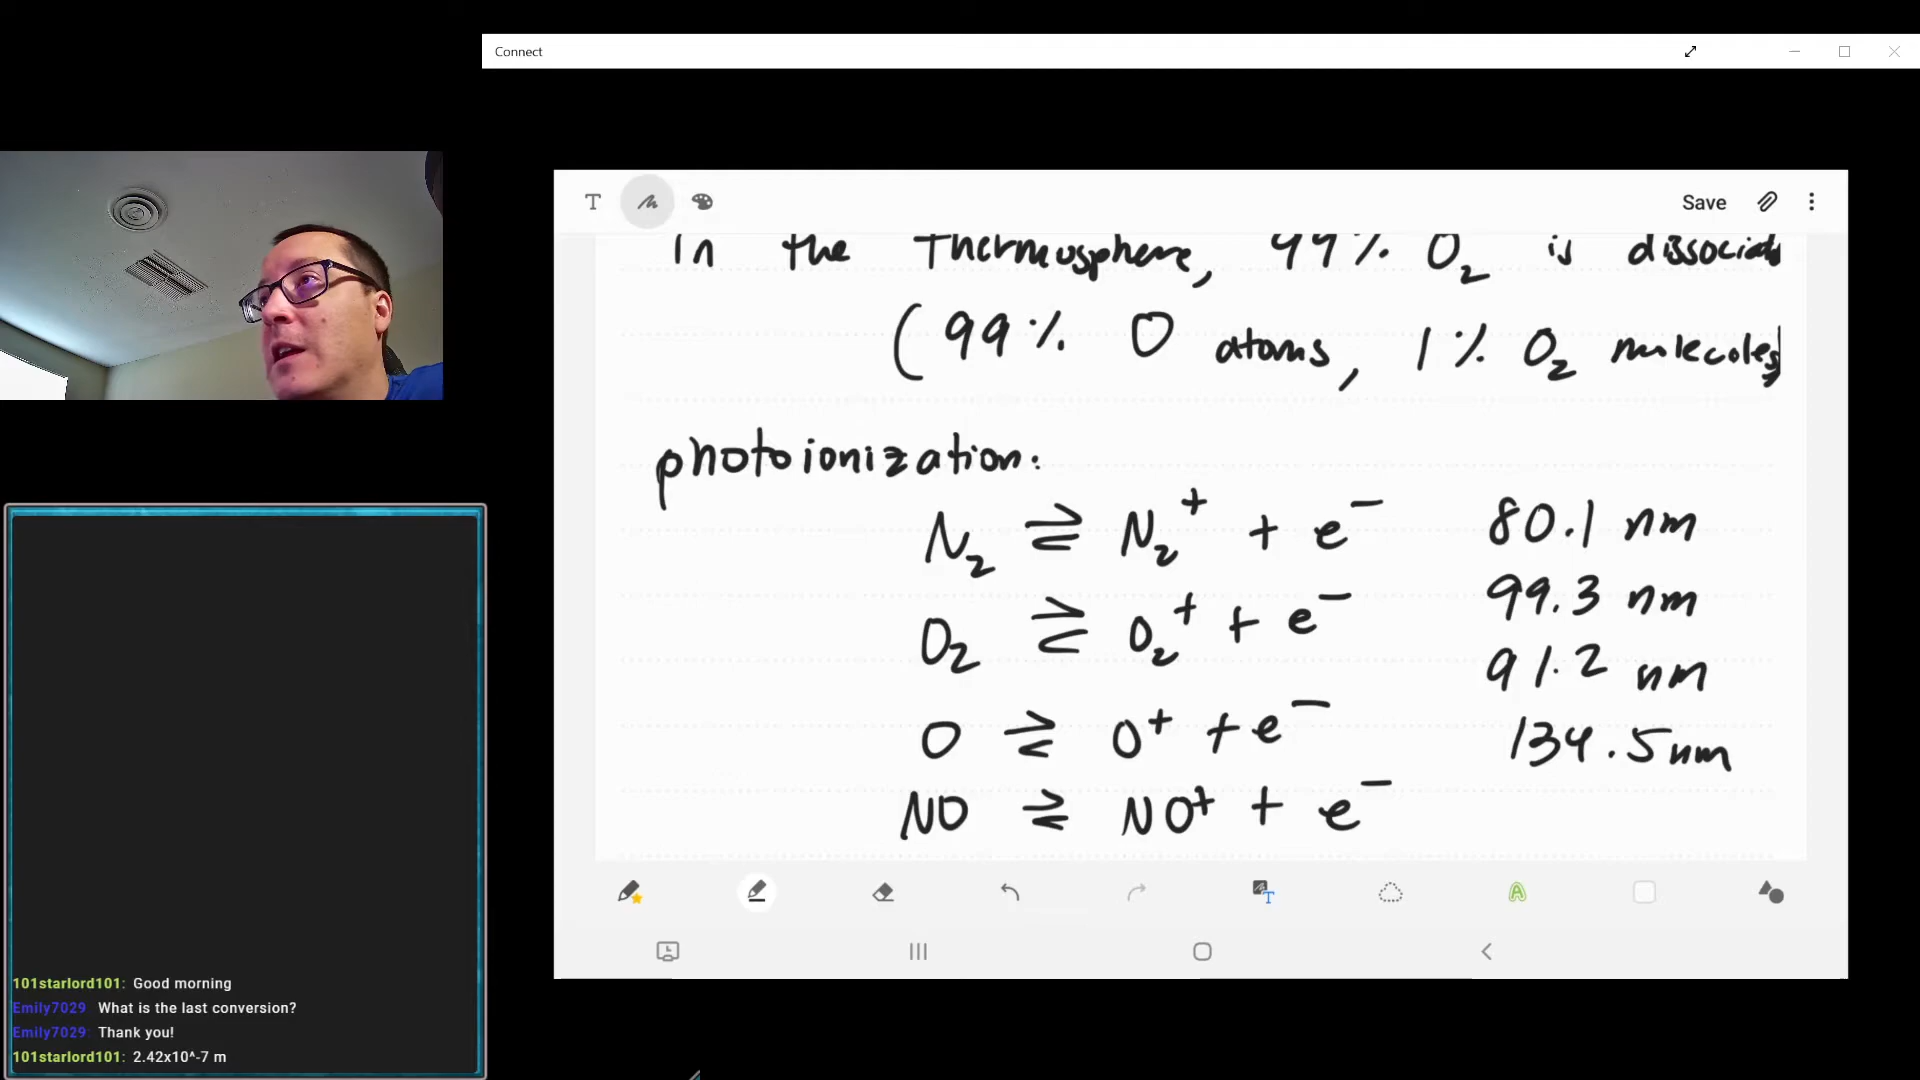 Connect
Save
In the Thermosphere, 99% O₂ is dissociate
(99% O atoms, 1% O₂ molecules)
photoionization:
N₂ ⇌ N₂⁺ + e⁻ 80.1 nm
O₂ ⇌ O₂⁺ + e⁻ 99.3 nm
O ⇌ O⁺ + e⁻ 91.2 nm
NO ⇌ NO⁺ + e⁻ 134.5 nm
101starlord101: Good morning
Emily7029: What is the last conversion?
Emily7029: Thank you!
101starlord101: 2.42x10^-7 m